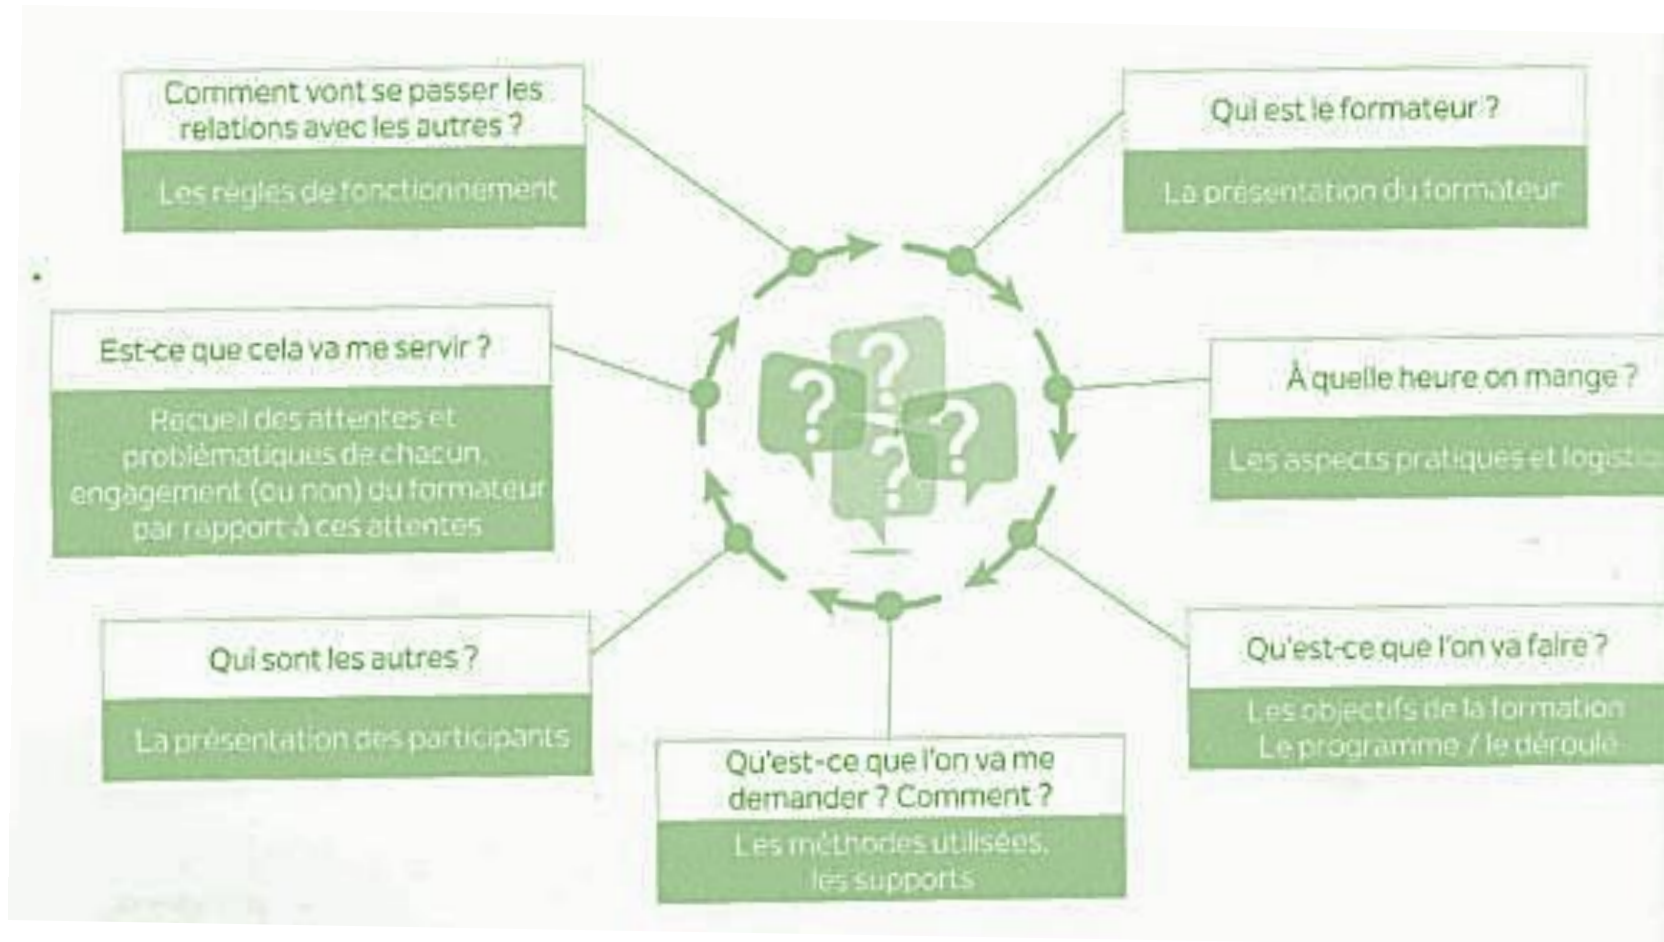 Comment vont se passer les
relations avec les autres ?
Les règles de fonctionnement
Qui est le formateur ?
La présentation du formateur
Est-ce que cela va me servir ?
Recueil des attentes et
problématiques de chacun,
engagement (ou non) du formateur
par rapport à ces attentes
À quelle heure on mange ?
Les aspects pratiques et
Qui sont les autres ?
La présentation des participants
Qu'est-ce que l'on va me
demander ? Comment ?
Les méthodes utilisées,
les supports
Qu'est-ce que l'on va faire ?
Les objectifs de la formation
Le programme / le déroulé
? ? ? ?